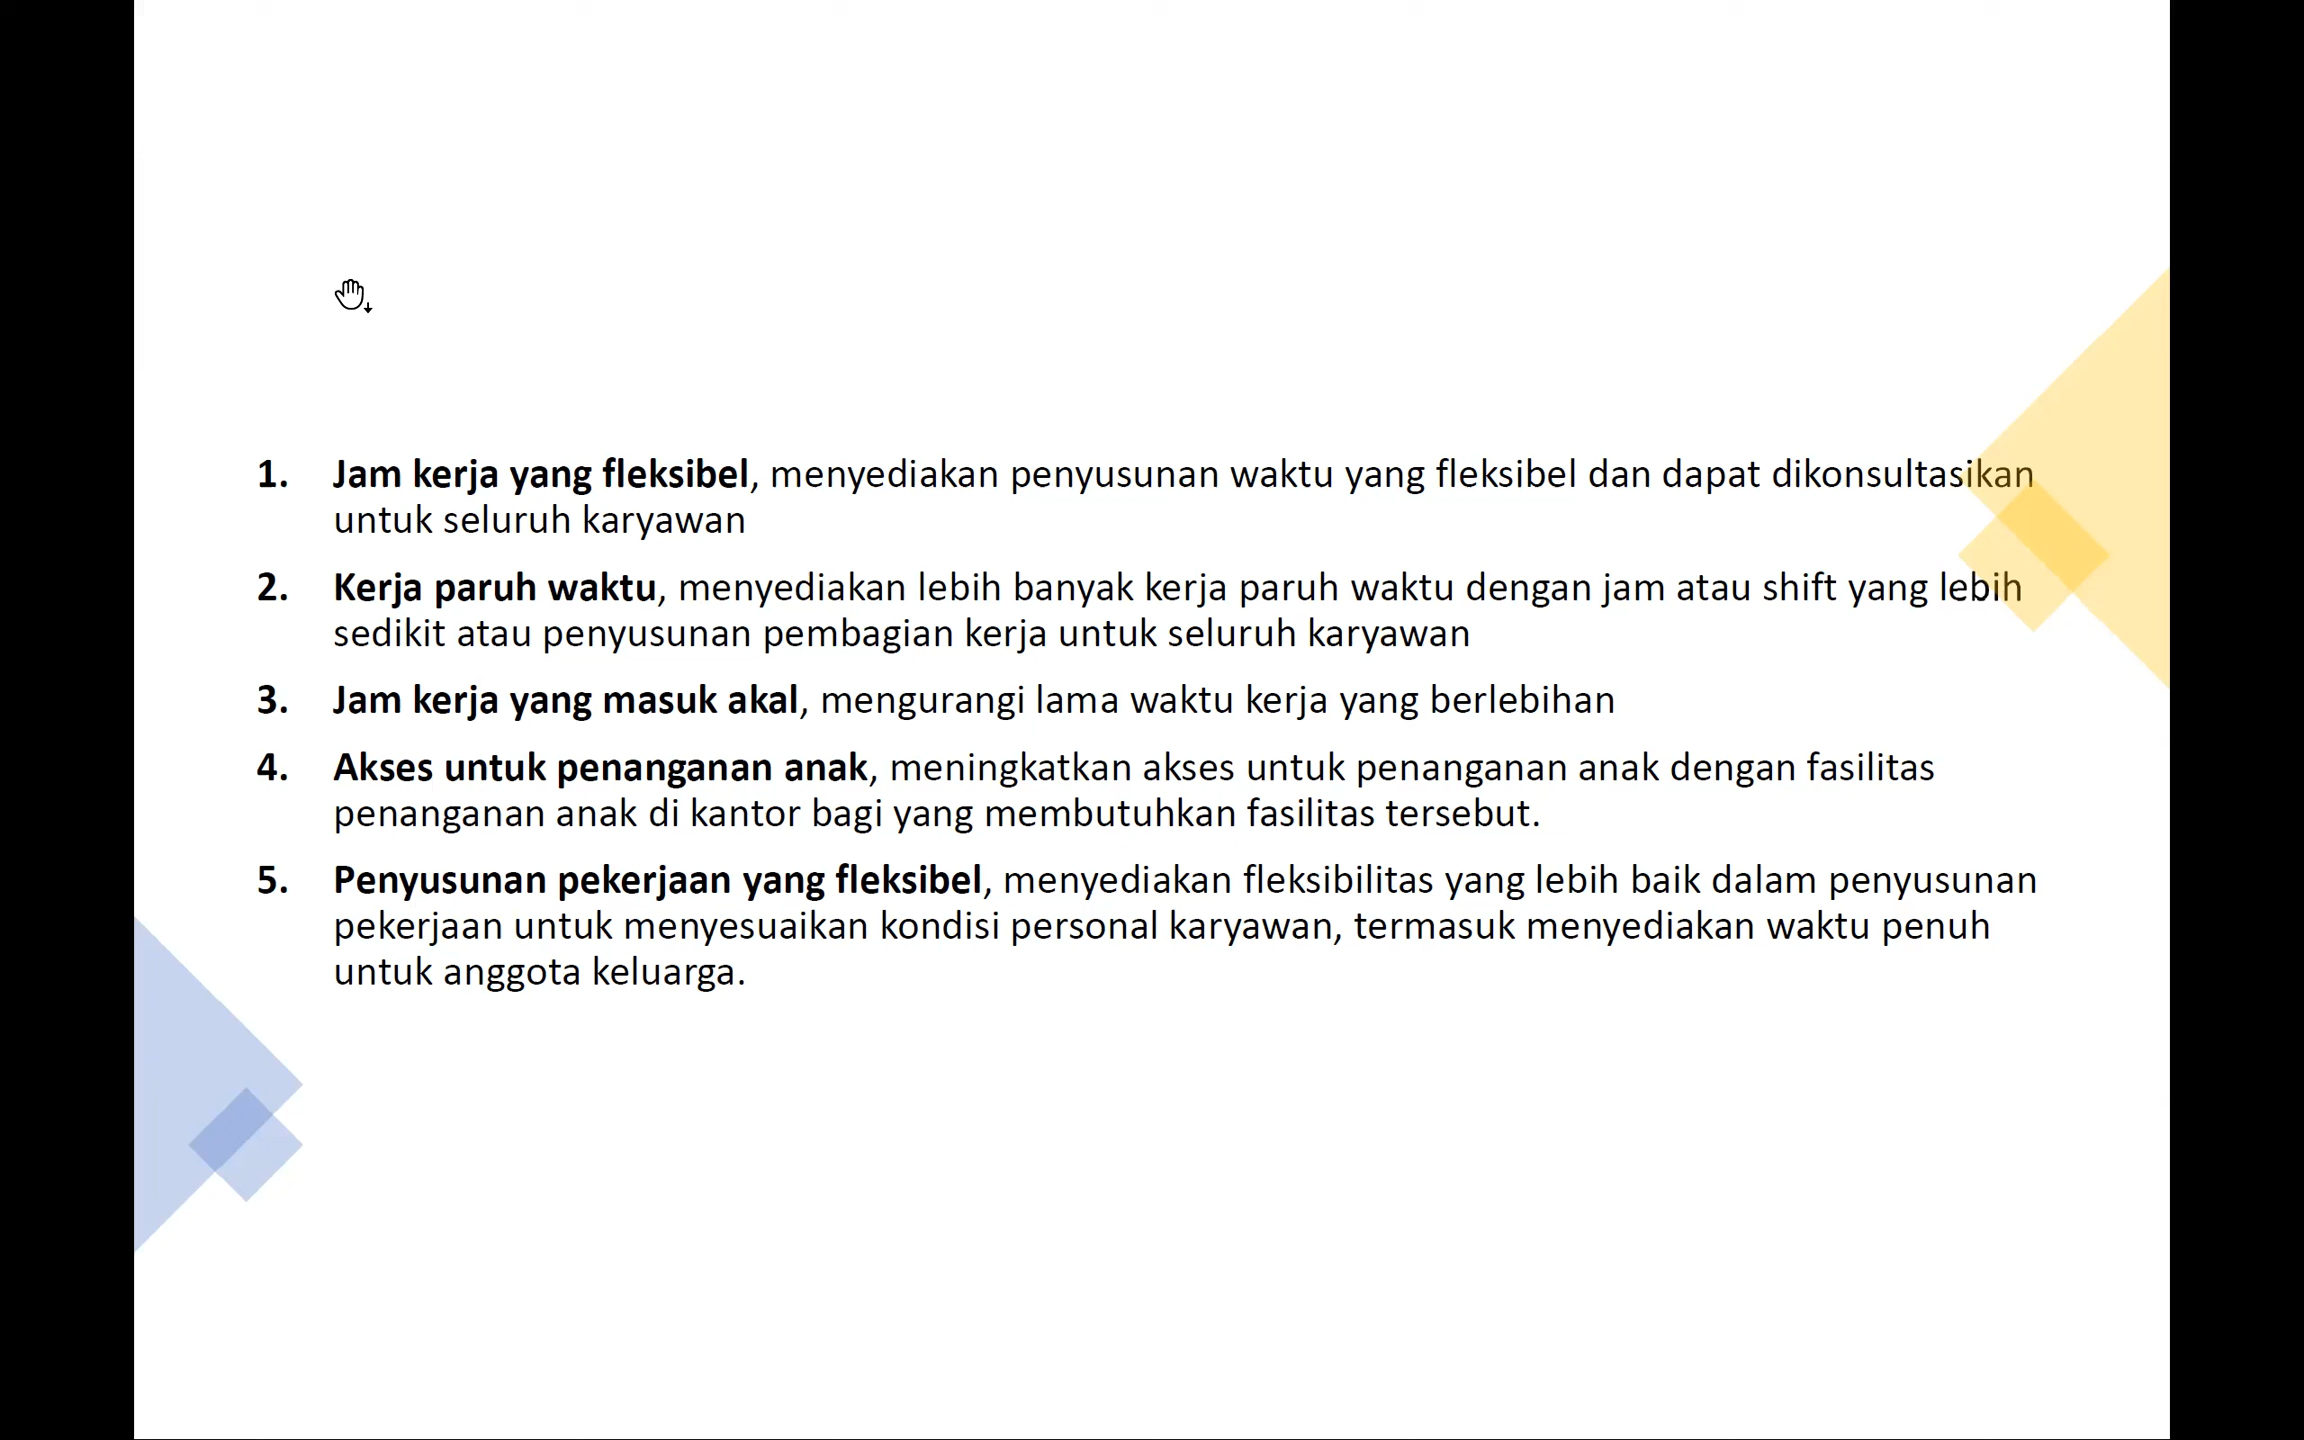 1. Jam kerja yang fleksibel, menyediakan penyusunan waktu yang fleksibel dan dapat dikonsultasikan
untuk seluruh karyawan
2. Kerja paruh waktu, menyediakan lebih banyak kerja paruh waktu dengan jam atau shift yang lebih
sedikit atau penyusunan pembagian kerja untuk seluruh karyawan
3. Jam kerja yang masuk akal, mengurangi lama waktu kerja yang berlebihan
4. Akses untuk penanganan anak, meningkatkan akses untuk penanganan anak dengan fasilitas
penanganan anak di kantor bagi yang membutuhkan fasilitas tersebut.
5. Penyusunan pekerjaan yang fleksibel, menyediakan fleksibilitas yang lebih baik dalam penyusunan
pekerjaan untuk menyesuaikan kondisi personal karyawan, termasuk menyediakan waktu penuh
untuk anggota keluarga.